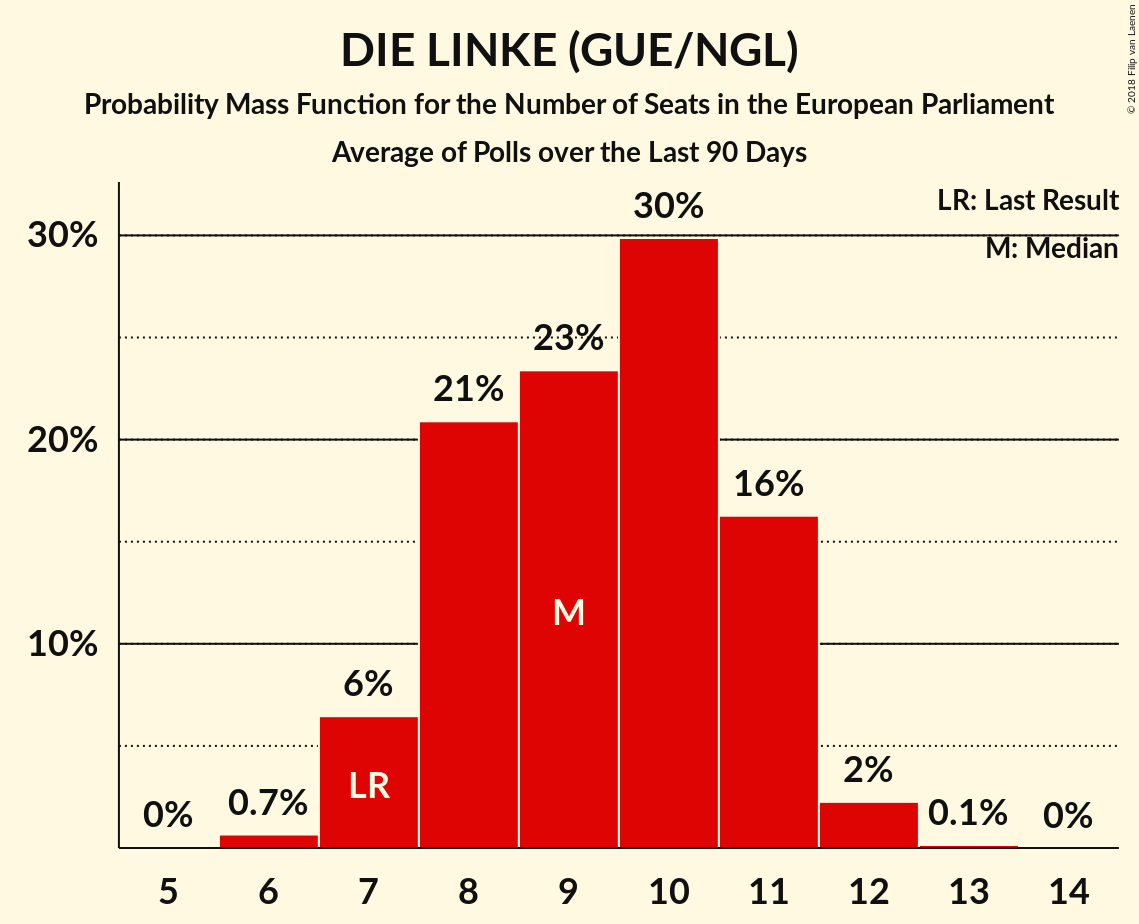 DIE LINKE (GUE/NGL)
Probability Mass Function for the Number of Seats in the European Parliament
Average of Polls over the Last 90 Days
© 2018 Filip van Laenen
LR: Last Result
M: Median
30%
20%
10%
0%
0.7%
6%
21%
23%
30%
16%
2%
0.1%
0%
LR
M
5 6 7 8 9 10 11 12 13 14